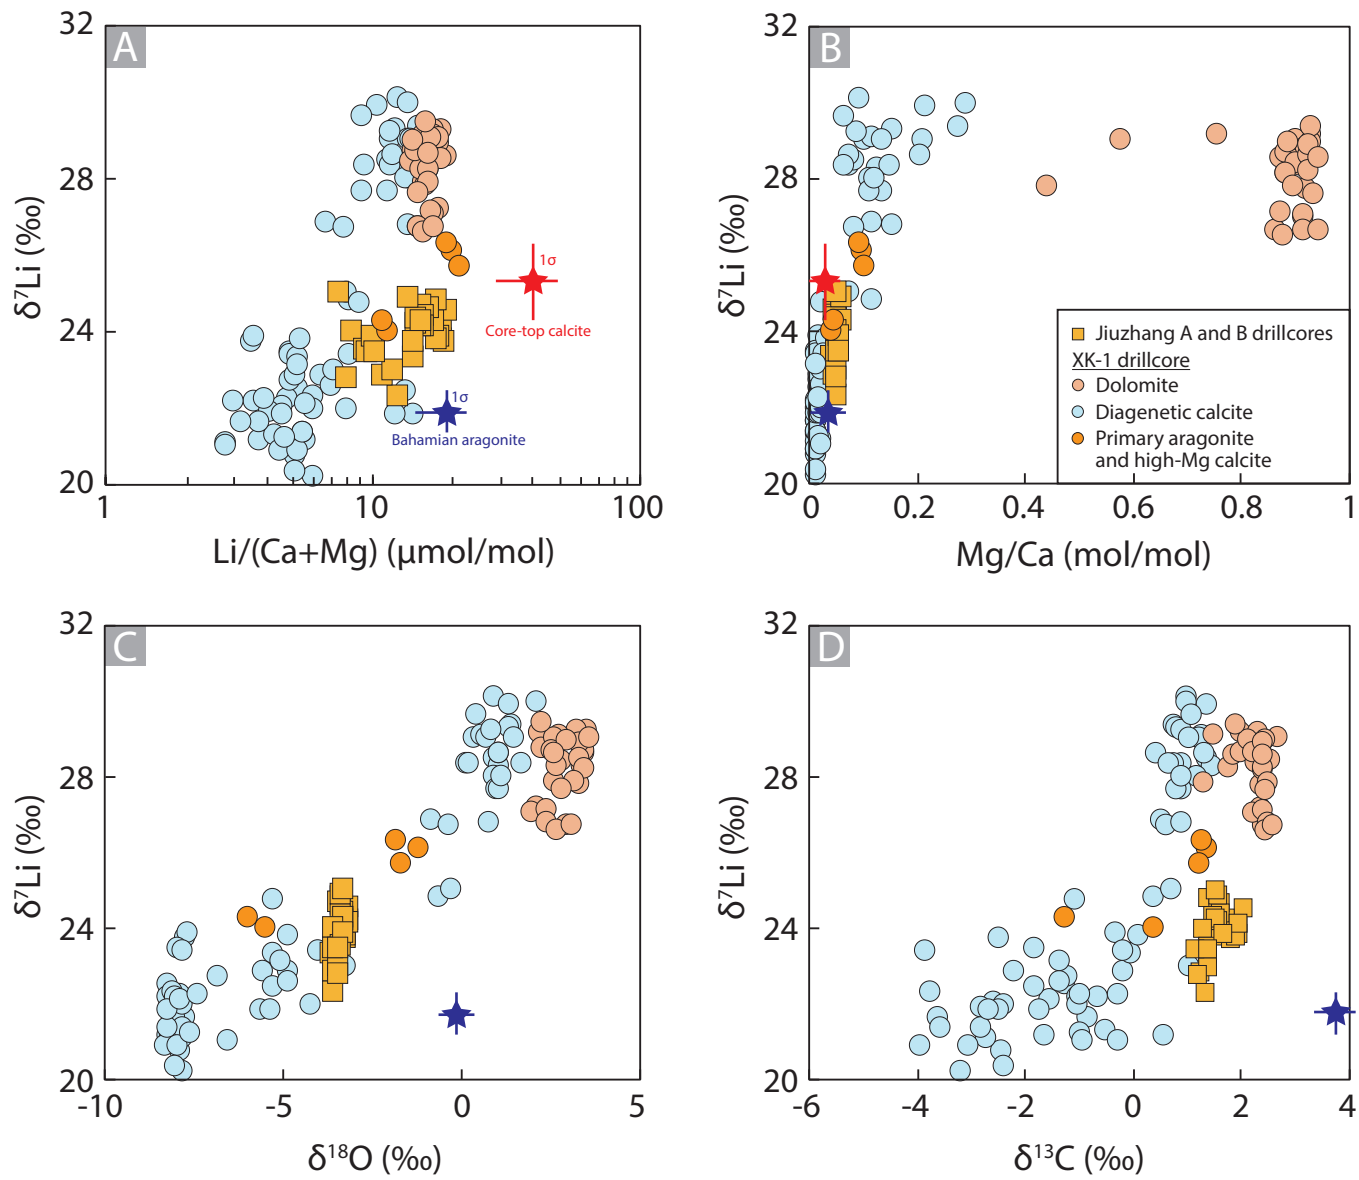 A
32
28
24
20
δ⁷Li (‰)
1
10
100
Li/(Ca+Mg) (μmol/mol)
1σ
Core-top calcite
1σ
Bahamian aragonite
B
32
28
24
20
δ⁷Li (‰)
0
0.2
0.4
0.6
0.8
1
Mg/Ca (mol/mol)
Jiuzhang A and B drillcores
XK-1 drillcore
Dolomite
Diagenetic calcite
Primary aragonite
and high-Mg calcite
C
32
28
24
20
δ⁷Li (‰)
-10
-5
0
5
δ¹⁸O (‰)
D
32
28
24
20
δ⁷Li (‰)
-6
-4
-2
0
2
4
δ¹³C (‰)